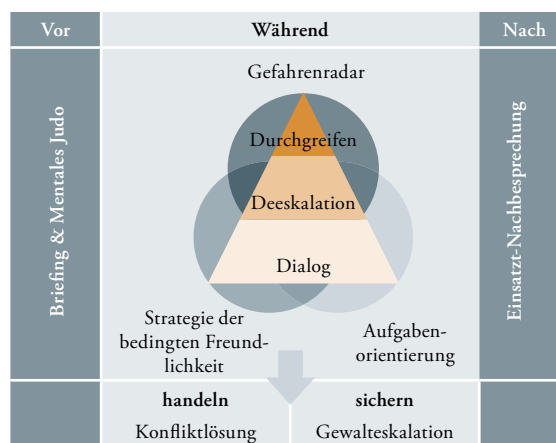 Vor
Während
Nach
Briefing & Mentales Judo
Gefahrenradar
Durchgreifen
Deeskalation
Dialog
Strategie der
bedingten Freund-
lichkeit
Aufgaben-
orientierung
Einsatzt-Nachbesprechung
handeln
Konfliktlösung
sichern
Gewalteskalation